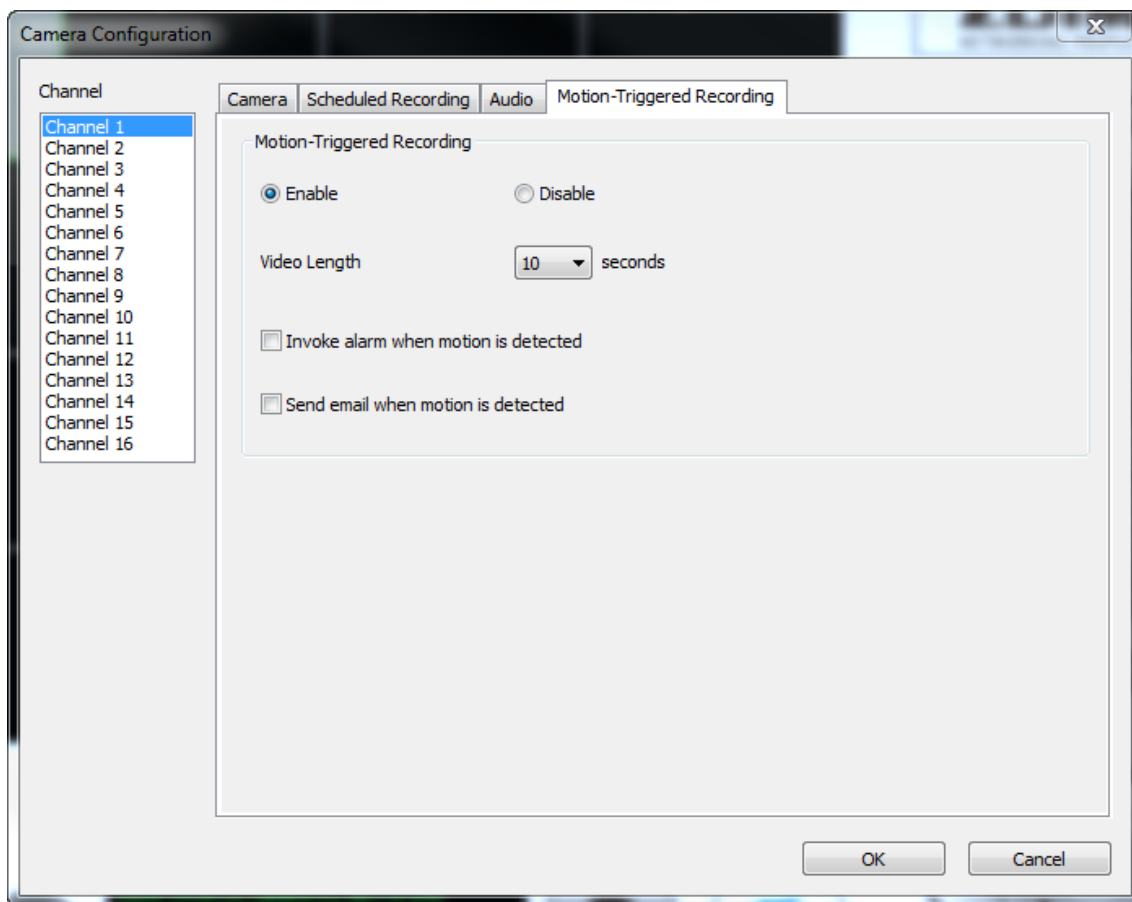 Camera Configuration
Channel
Channel 1
Channel 2
Channel 3
Channel 4
Channel 5
Channel 6
Channel 7
Channel 8
Channel 9
Channel 10
Channel 11
Channel 12
Channel 13
Channel 14
Channel 15
Channel 16
Camera
Scheduled Recording
Audio
Motion-Triggered Recording
Motion-Triggered Recording
Enable
Disable
Video Length 10 seconds
Invoke alarm when motion is detected
Send email when motion is detected
OK
Cancel